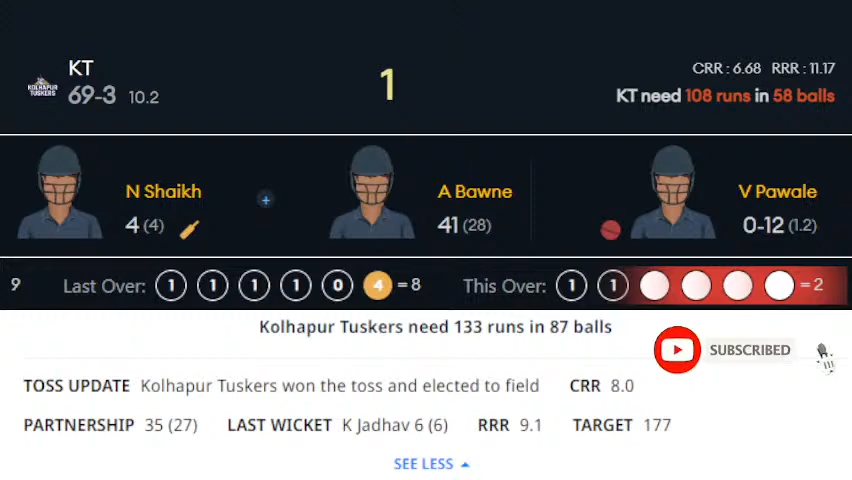 KT
KOLHAPUR
TUSKERS
69-3 10.2
1
CRR : 6.68 RRR : 11.17
KT need 108 runs in 58 balls
N Shaikh
4 (4)
+
A Bawne
41 (28)
V Pawale
0-12 (1.2)
9 Last Over: 1 1 1 1 0 4 = 8 This Over: 1 1 = 2
Kolhapur Tuskers need 133 runs in 87 balls
SUBSCRIBED
TOSS UPDATE Kolhapur Tuskers won the toss and elected to field CRR 8.0
PARTNERSHIP 35 (27) LAST WICKET K Jadhav 6 (6) RRR 9.1 TARGET 177
SEE LESS